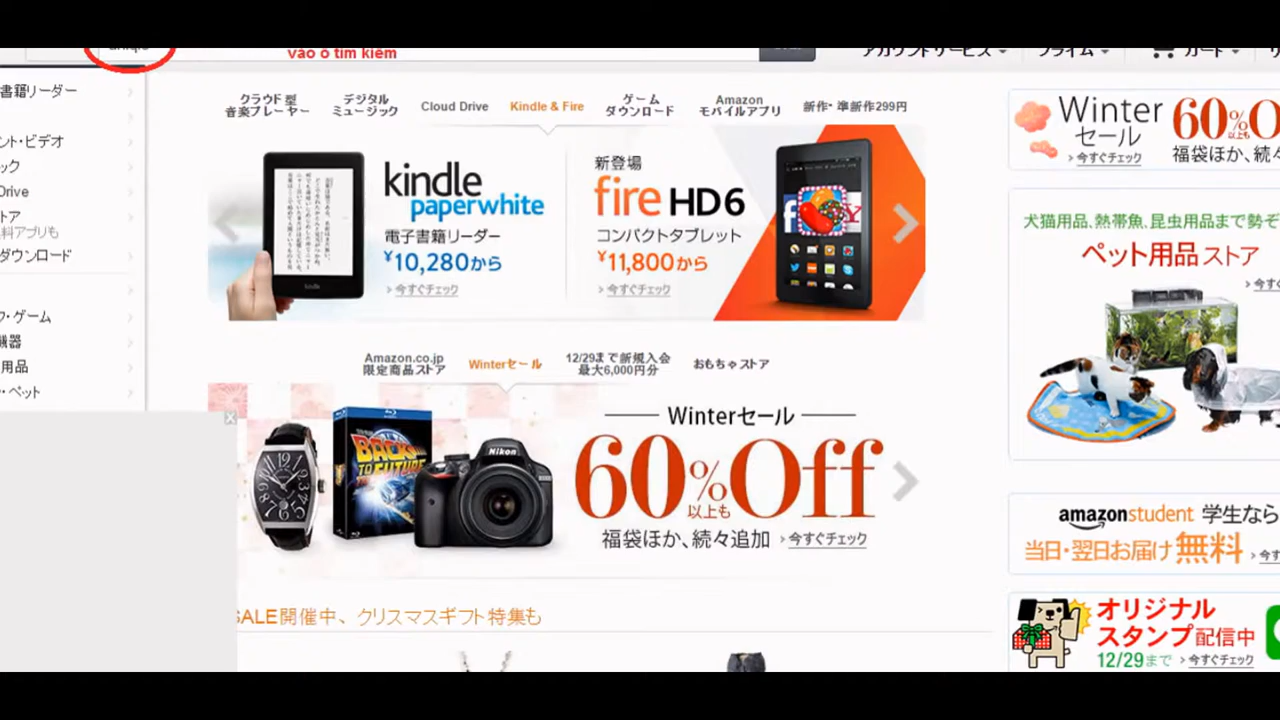 vào ô tìm kiếm
アカウントサービス
プライム
カート
書籍リーダー
ント・ビデオ
ック
Drive
ストア
料アプリも
ダウンロード
ク・ゲーム
機器
用品
・ペット
クラウド型
音楽プレーヤー
デジタル
ミュージック
Cloud Drive
Kindle & Fire
ゲーム
ダウンロード
Amazon
モバイルアプリ
新作・準新作299円
kindle
paperwhite
電子書籍リーダー
¥10,280から
今すぐチェック
新登場
fire HD6
コンパクトタブレット
¥11,800から
今すぐチェック
Amazon.co.jp
限定商品ストア
Winterセール
12/29まで新規入会
最大6,000円分
おもちゃストア
BACK
TO THE FUTURE
Nikon
Winterセール
60%Off
以上も
福袋ほか、続々追加
今すぐチェック
SALE開催中、クリスマスギフト特集も
Winter
セール
今すぐチェック
60%O
以上も
福袋ほか、続々
犬猫用品、熱帯魚、昆虫用品まで勢ぞ
ペット用品ストア
今す
amazonstudent 学生なら
当日・翌日お届け無料
今す
オリジナル
スタンプ配信中
12/29まで
今すぐチェック